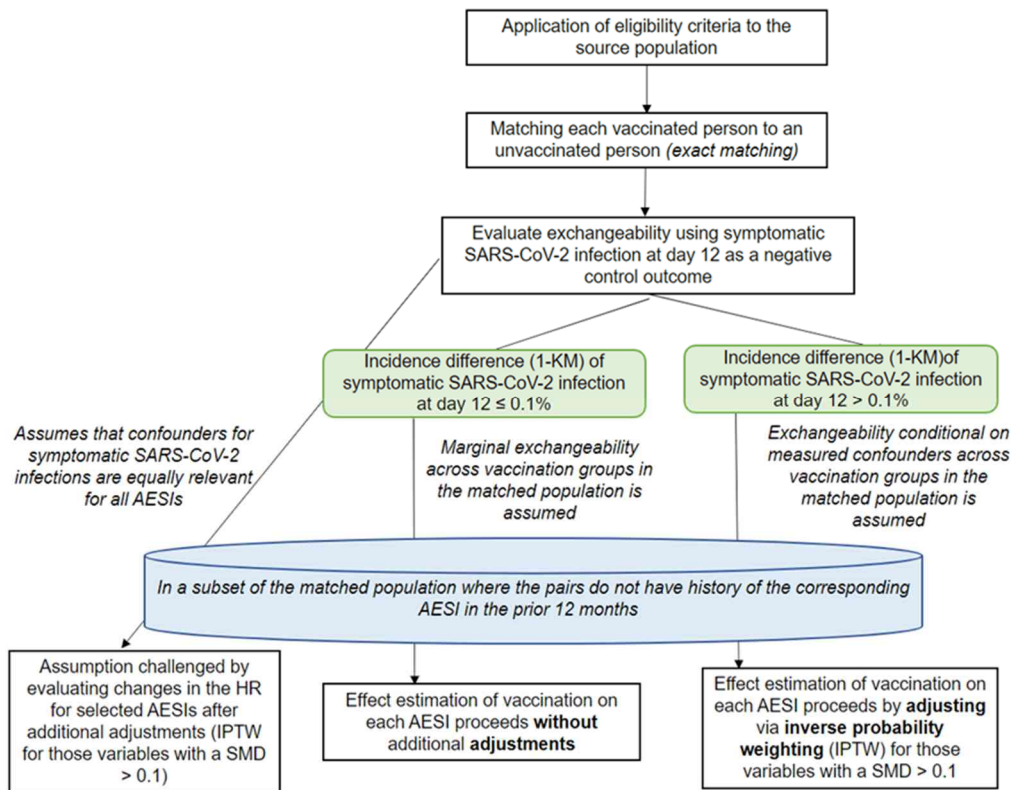 Application of eligibility criteria to the
source population
Matching each vaccinated person to an
unvaccinated person (exact matching)
Evaluate exchangeability using symptomatic
SARS-CoV-2 infection at day 12 as a negative
control outcome
Incidence difference (1-KM) of
symptomatic SARS-CoV-2 infection
at day 12 ≤ 0.1%
Incidence difference (1-KM)of
symptomatic SARS-CoV-2 infection
at day 12 > 0.1%
Assumes that confounders for
symptomatic SARS-CoV-2
infections are equally relevant
for all AESIs
Marginal exchangeability
across vaccination groups in
the matched population is
assumed
Exchangeability conditional on
measured confounders across
vaccination groups in the
matched population is
assumed
In a subset of the matched population where the pairs do not have history of the corresponding
AESI in the prior 12 months
Assumption challenged by
evaluating changes in the HR
for selected AESIs after
additional adjustments (IPTW
for those variables with a SMD
> 0.1)
Effect estimation of vaccination on
each AESI proceeds without
additional adjustments
Effect estimation of vaccination on
each AESI proceeds by adjusting
via inverse probability
weighting (IPTW) for those
variables with a SMD > 0.1